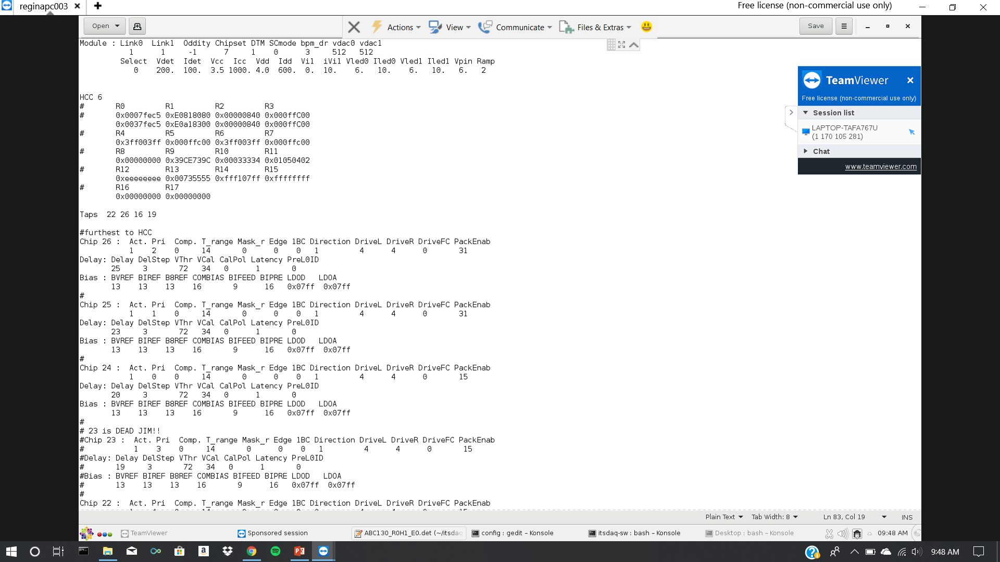 reginapc003
Free license (non-commercial use only)
Open
Actions
View
Communicate
Files & Extras
Save
Module : Link0  Link1  Oddity Chipset DTM SCmode bpm_dr vdac0 vdac1
1 1 -1 7 1 0 3 512 512
Select Vdet Idet Vcc Icc Vdd Idd Vi1 iVi1 Vled0 Iled0 Vled1 Iled1 Vpin Ramp
0 200. 100. 3.5 1000. 4.0 600. 0. 10. 6. 10. 6. 10. 6. 2
HCC 6
# R0 R1 R2 R3
# 0x0007fec5 0xE0818080 0x00000840 0x000ffC00
0x0037fec5 0xE0a18300 0x00000840 0x000ffC00
# R4 R5 R6 R7
0x3ff003ff 0x000ffc00 0x3ff003ff 0x000ffc00
# R8 R9 R10 R11
0x00000000 0x39CE739C 0x00033334 0x01050402
# R12 R13 R14 R15
0xeeeeeeee 0x00735555 0xfff107ff 0xffffffff
# R16 R17
0x00000000 0x00000000
Taps 22 26 16 19
#furthest to HCC
Chip 26 : Act. Pri Comp. T_range Mask_r Edge 1BC Direction DriveL DriveR DriveFC PackEnab
1 2 0 14 0 0 0 1 4 4 0 31
Delay: Delay DelStep VThr VCal CalPol Latency PreL0ID
25 3 72 34 0 1 0
Bias : BVREF BIREF B8REF COMBIAS BIFEED BIPRE LDOD LDOA
13 13 13 16 9 16 0x07ff 0x07ff
#
Chip 25 : Act. Pri Comp. T_range Mask_r Edge 1BC Direction DriveL DriveR DriveFC PackEnab
1 1 0 14 0 0 0 1 4 4 0 31
Delay: Delay DelStep VThr VCal CalPol Latency PreL0ID
23 3 72 34 0 1 0
Bias : BVREF BIREF B8REF COMBIAS BIFEED BIPRE LDOD LDOA
13 13 13 16 9 16 0x07ff 0x07ff
#
Chip 24 : Act. Pri Comp. T_range Mask_r Edge 1BC Direction DriveL DriveR DriveFC PackEnab
1 0 0 14 0 0 0 1 4 4 0 15
Delay: Delay DelStep VThr VCal CalPol Latency PreL0ID
20 3 72 34 0 1 0
Bias : BVREF BIREF B8REF COMBIAS BIFEED BIPRE LDOD LDOA
13 13 13 16 9 16 0x07ff 0x07ff
#
# 23 is DEAD JIM!!
#Chip 23 : Act. Pri Comp. T_range Mask_r Edge 1BC Direction DriveL DriveR DriveFC PackEnab
# 1 3 0 14 0 0 0 1 4 4 0 15
#Delay: Delay DelStep VThr VCal CalPol Latency PreL0ID
# 19 3 72 34 0 1 0
#Bias : BVREF BIREF B8REF COMBIAS BIFEED BIPRE LDOD LDOA
# 13 13 13 16 9 16 0x07ff 0x07ff
#
Chip 22 : Act. Pri Comp. T_range Mask_r Edge 1BC Direction DriveL DriveR DriveFC PackEnab
TeamViewer
Free license (non-commercial use only)
Session list
LAPTOP-TAFA767U
(1 170 105 281)
Chat
www.teamviewer.com
Plain Text Tab Width: 8 Ln 83, Col 19 INS
TeamViewer
Sponsored session
ABC130_R0H1_E0.det (~/itsdaq
config : gedit – Konsole
itsdaq-sw : bash – Konsole
Desktop : bash – Konsole
09:48 AM
9:48 AM